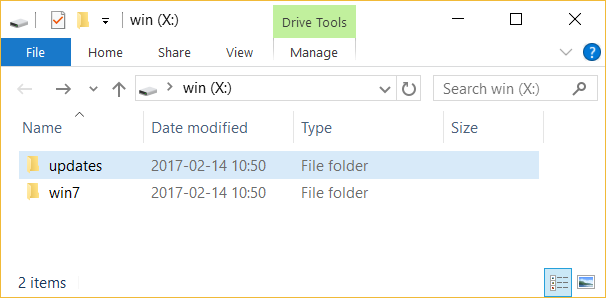 win (X:) Drive Tools
File Home Share View Manage
win (X:) Search win (X:)
Name Date modified Type Size
updates 2017-02-14 10:50 File folder
win7 2017-02-14 10:50 File folder
2 items